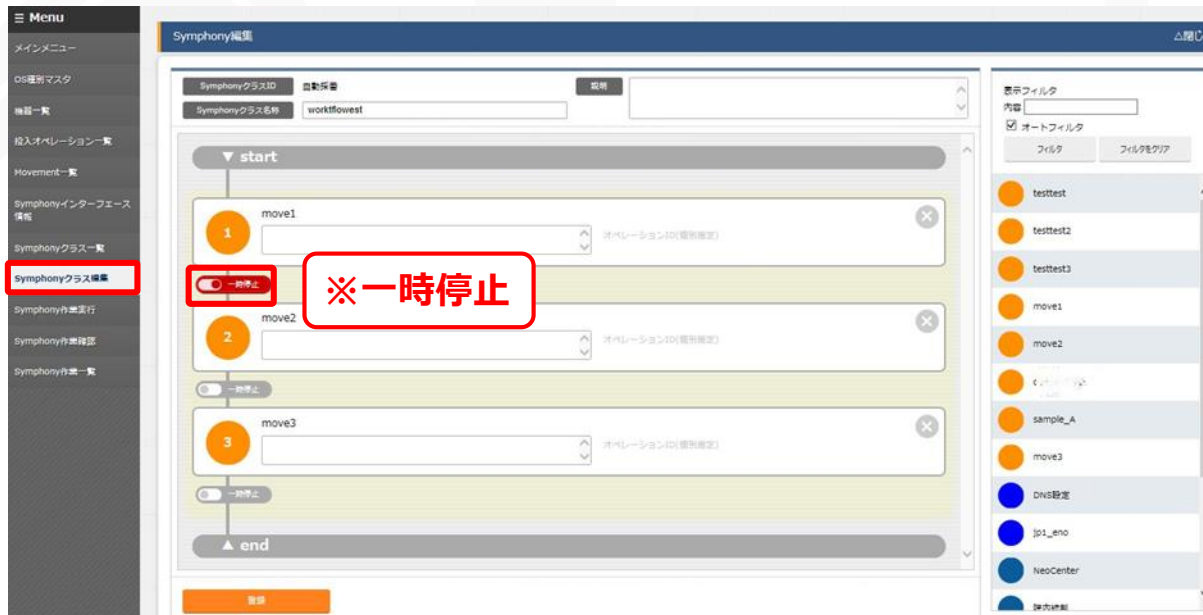 ≡ Menu
メインメニュー
OS種別マスタ
機器一覧
投入オペレーション一覧
Movement一覧
Symphonyインターフェース
情報
Symphonyクラス一覧
Symphonyクラス編集
Symphony作業実行
Symphony作業確認
Symphony作業一覧
Symphony編集
△閉じ
SymphonyクラスID 自動採番
説明
Symphonyクラス名称 worktflowest
▼ start
1 move1
オペレーションID(個別指定)
一時停止
※一時停止
2 move2
オペレーションID(個別指定)
一時停止
3 move3
オペレーションID(個別指定)
一時停止
▲ end
登録
表示フィルタ
内容
オートフィルタ
フィルタ フィルタをクリア
testtest
testtest2
testtest3
move1
move2
sample_A
move3
DNS設定
jp1_eno
NeoCenter